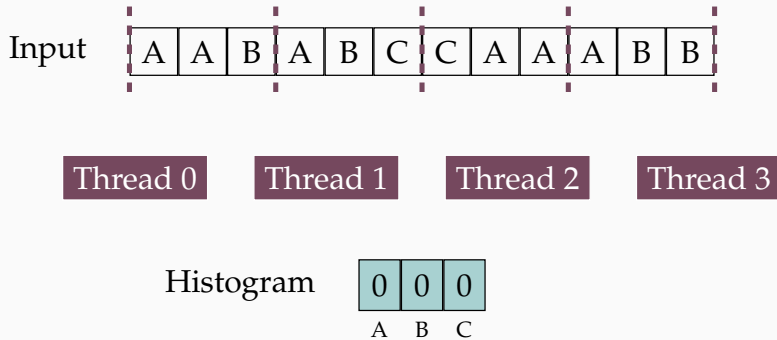 Input A A B A B C C A A A B B
Thread 0 Thread 1 Thread 2 Thread 3
Histogram 0 0 0
A B C